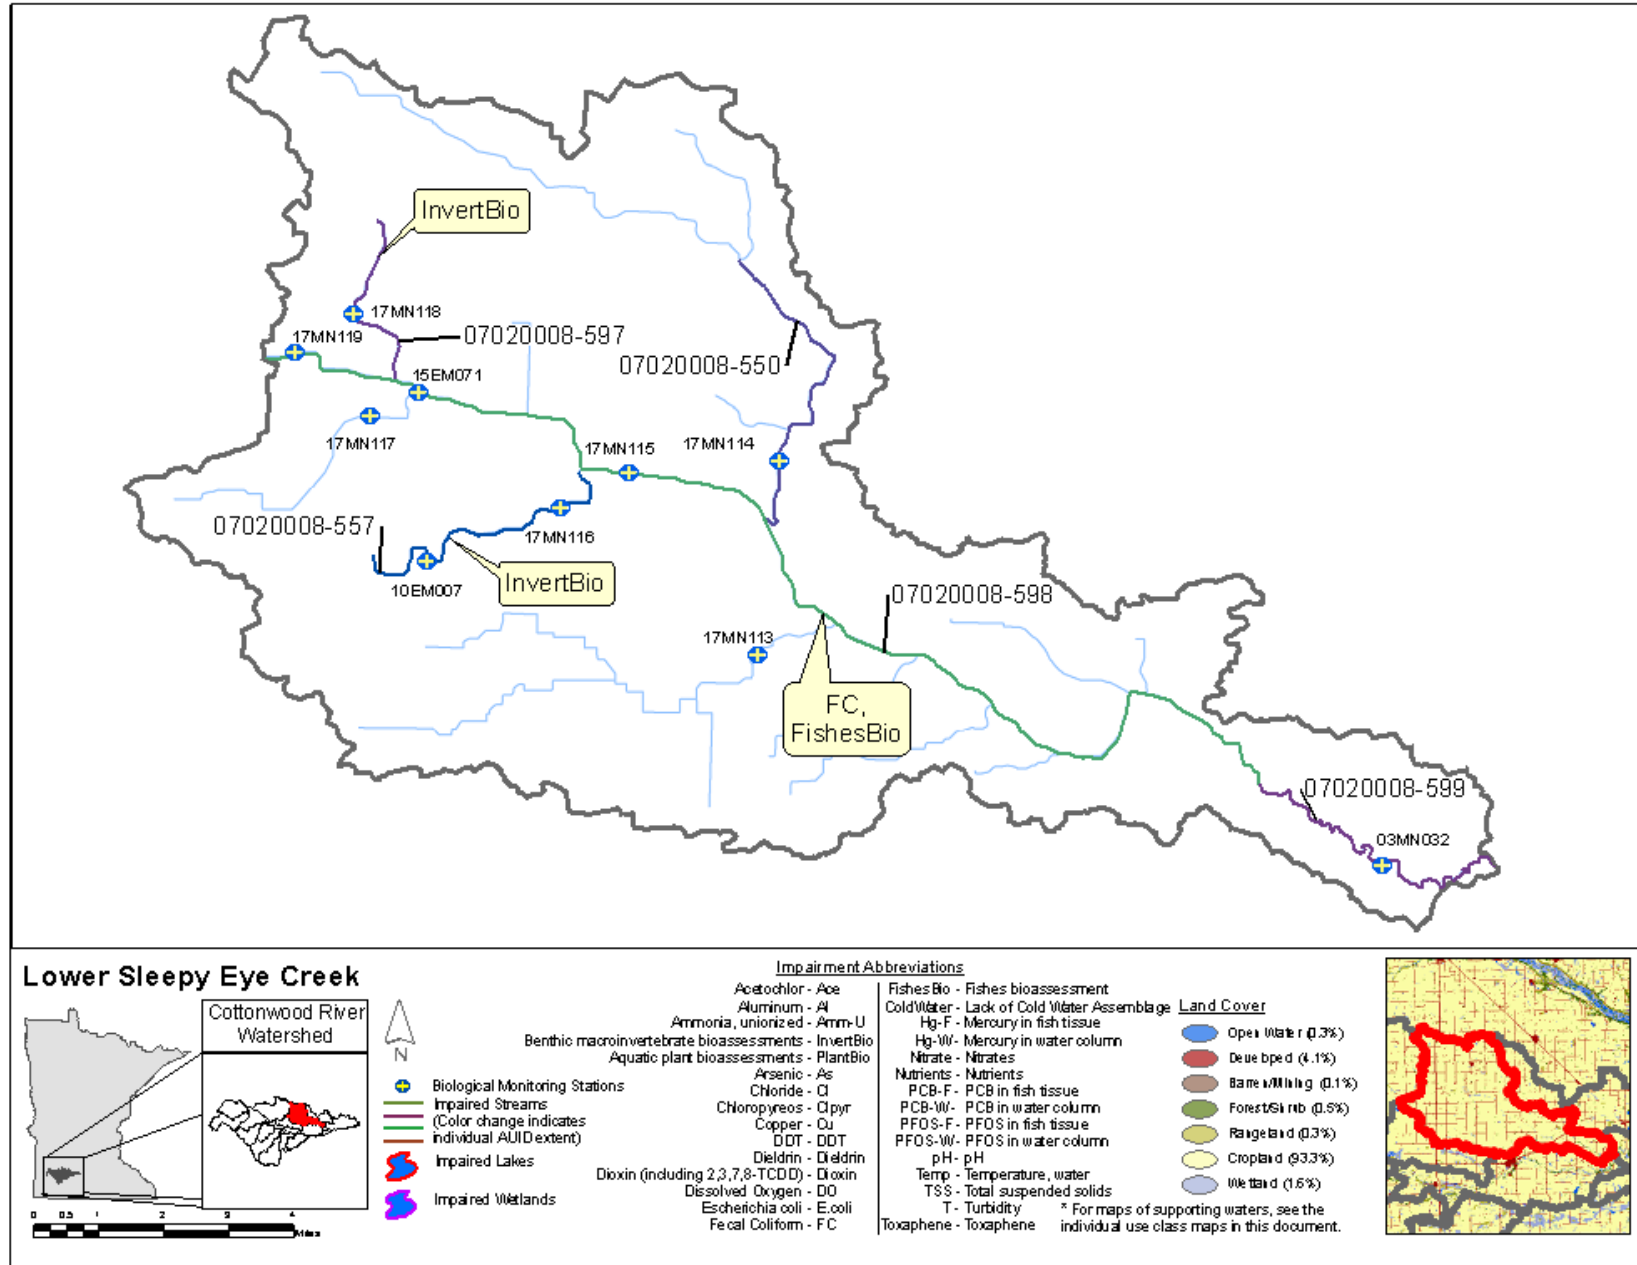 InvertBio
17MN118
17MN119
07020008-597
15EM071
07020008-550
17MN117
17MN115
17MN114
07020008-557
17MN116
10EM007
InvertBio
07020008-598
17MN113
FC,
FishesBio
07020008-599
03MN032
Lower Sleepy Eye Creek
Cottonwood River
Watershed
N
Biological Monitoring Stations
Impaired Streams
(Color change indicates
individual AUID extent)
Impaired Lakes
Impaired Wetlands
0 0.5 1 2 3 4
Miles
Impairment Abbreviations
Acetochlor - Ace
Aluminum - Al
Ammonia, unionized - Amm-U
Benthic macroinvertebrate bioassessments - InvertBio
Aquatic plant bioassessments - PlantBio
Arsenic - As
Chloride - Cl
Chloropyreos - Clpyr
Copper - Cu
DDT - DDT
Dieldrin - Dieldrin
Dioxin (including 2,3,7,8-TCDD) - Dioxin
Dissolved Oxygen - DO
Escherichia coli - E.coli
Fecal Coliform - FC
FishesBio - Fishes bioassessment
ColdWater - Lack of Cold Water Assemblage
Hg-F - Mercury in fish tissue
Hg-W - Mercury in water column
Nitrate - Nitrates
Nutrients - Nutrients
PCB-F - PCB in fish tissue
PCB-W - PCB in water column
PFOS-F - PFOS in fish tissue
PFOS-W - PFOS in water column
pH - pH
Temp - Temperature, water
TSS - Total suspended solids
T - Turbidity
Toxaphene - Toxaphene
Land Cover
Open Water (0.3%)
Developed (4.1%)
Barren/Mining (0.1%)
Forest/Shrub (0.5%)
Rangeland (0.3%)
Cropland (93.3%)
Wetland (1.6%)
* For maps of supporting waters, see the
individual use class maps in this document.